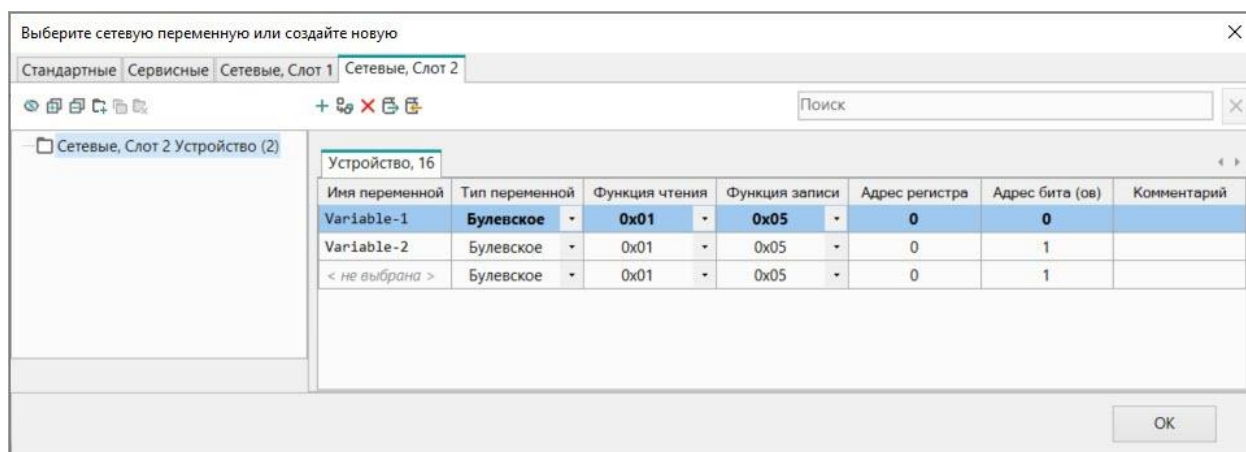 Выберите сетевую переменную или создайте новую
Стандартные Сервисные Сетевые, Слот 1 Сетевые, Слот 2
Поиск
Сетевые, Слот 2 Устройство (2)
Устройство, 16
Имя переменной Тип переменной Функция чтения Функция записи Адрес регистра Адрес бита (ов) Комментарий
Variable-1 Булевское 0x01 0x05 0 0
Variable-2 Булевское 0x01 0x05 0 1
< не выбрана > Булевское 0x01 0x05 0 1
OK